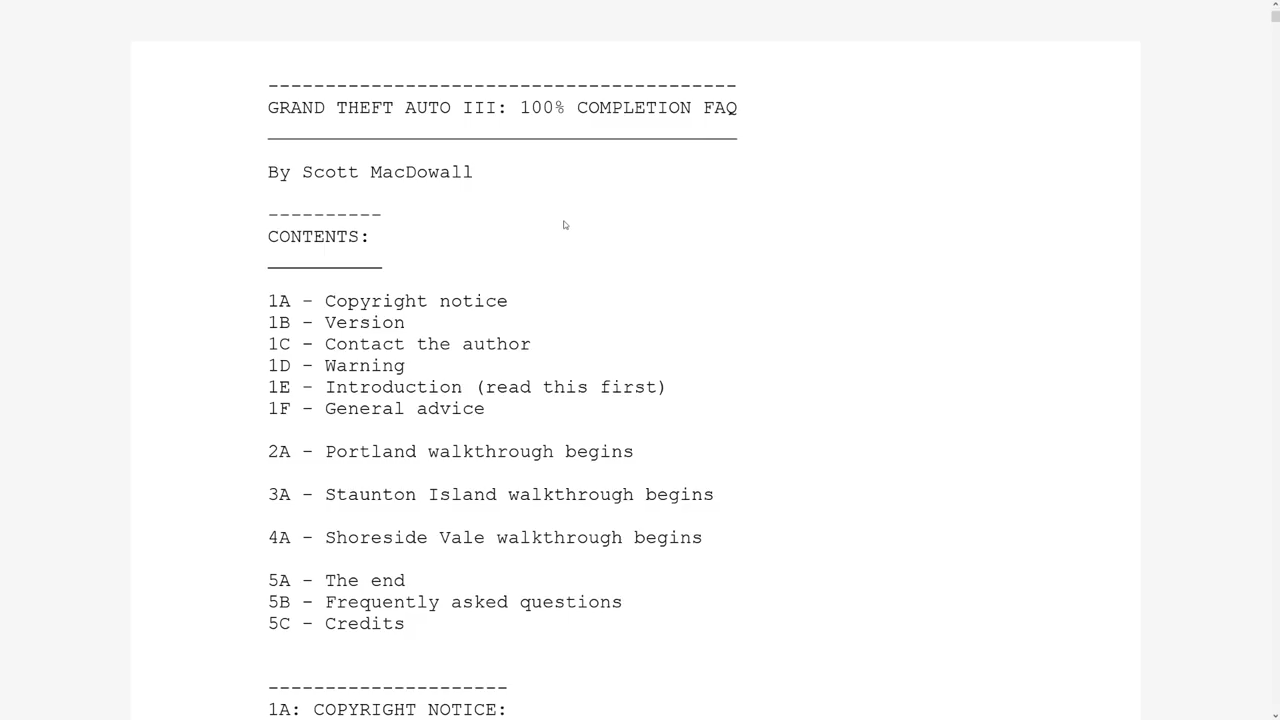 -----------------------------------------
GRAND THEFT AUTO III: 100% COMPLETION FAQ
_________________________________________
By Scott MacDowall
----------
CONTENTS:
__________
1A - Copyright notice
1B - Version
1C - Contact the author
1D - Warning
1E - Introduction (read this first)
1F - General advice
2A - Portland walkthrough begins
3A - Staunton Island walkthrough begins
4A - Shoreside Vale walkthrough begins
5A - The end
5B - Frequently asked questions
5C - Credits
---------------------
1A: COPYRIGHT NOTICE: